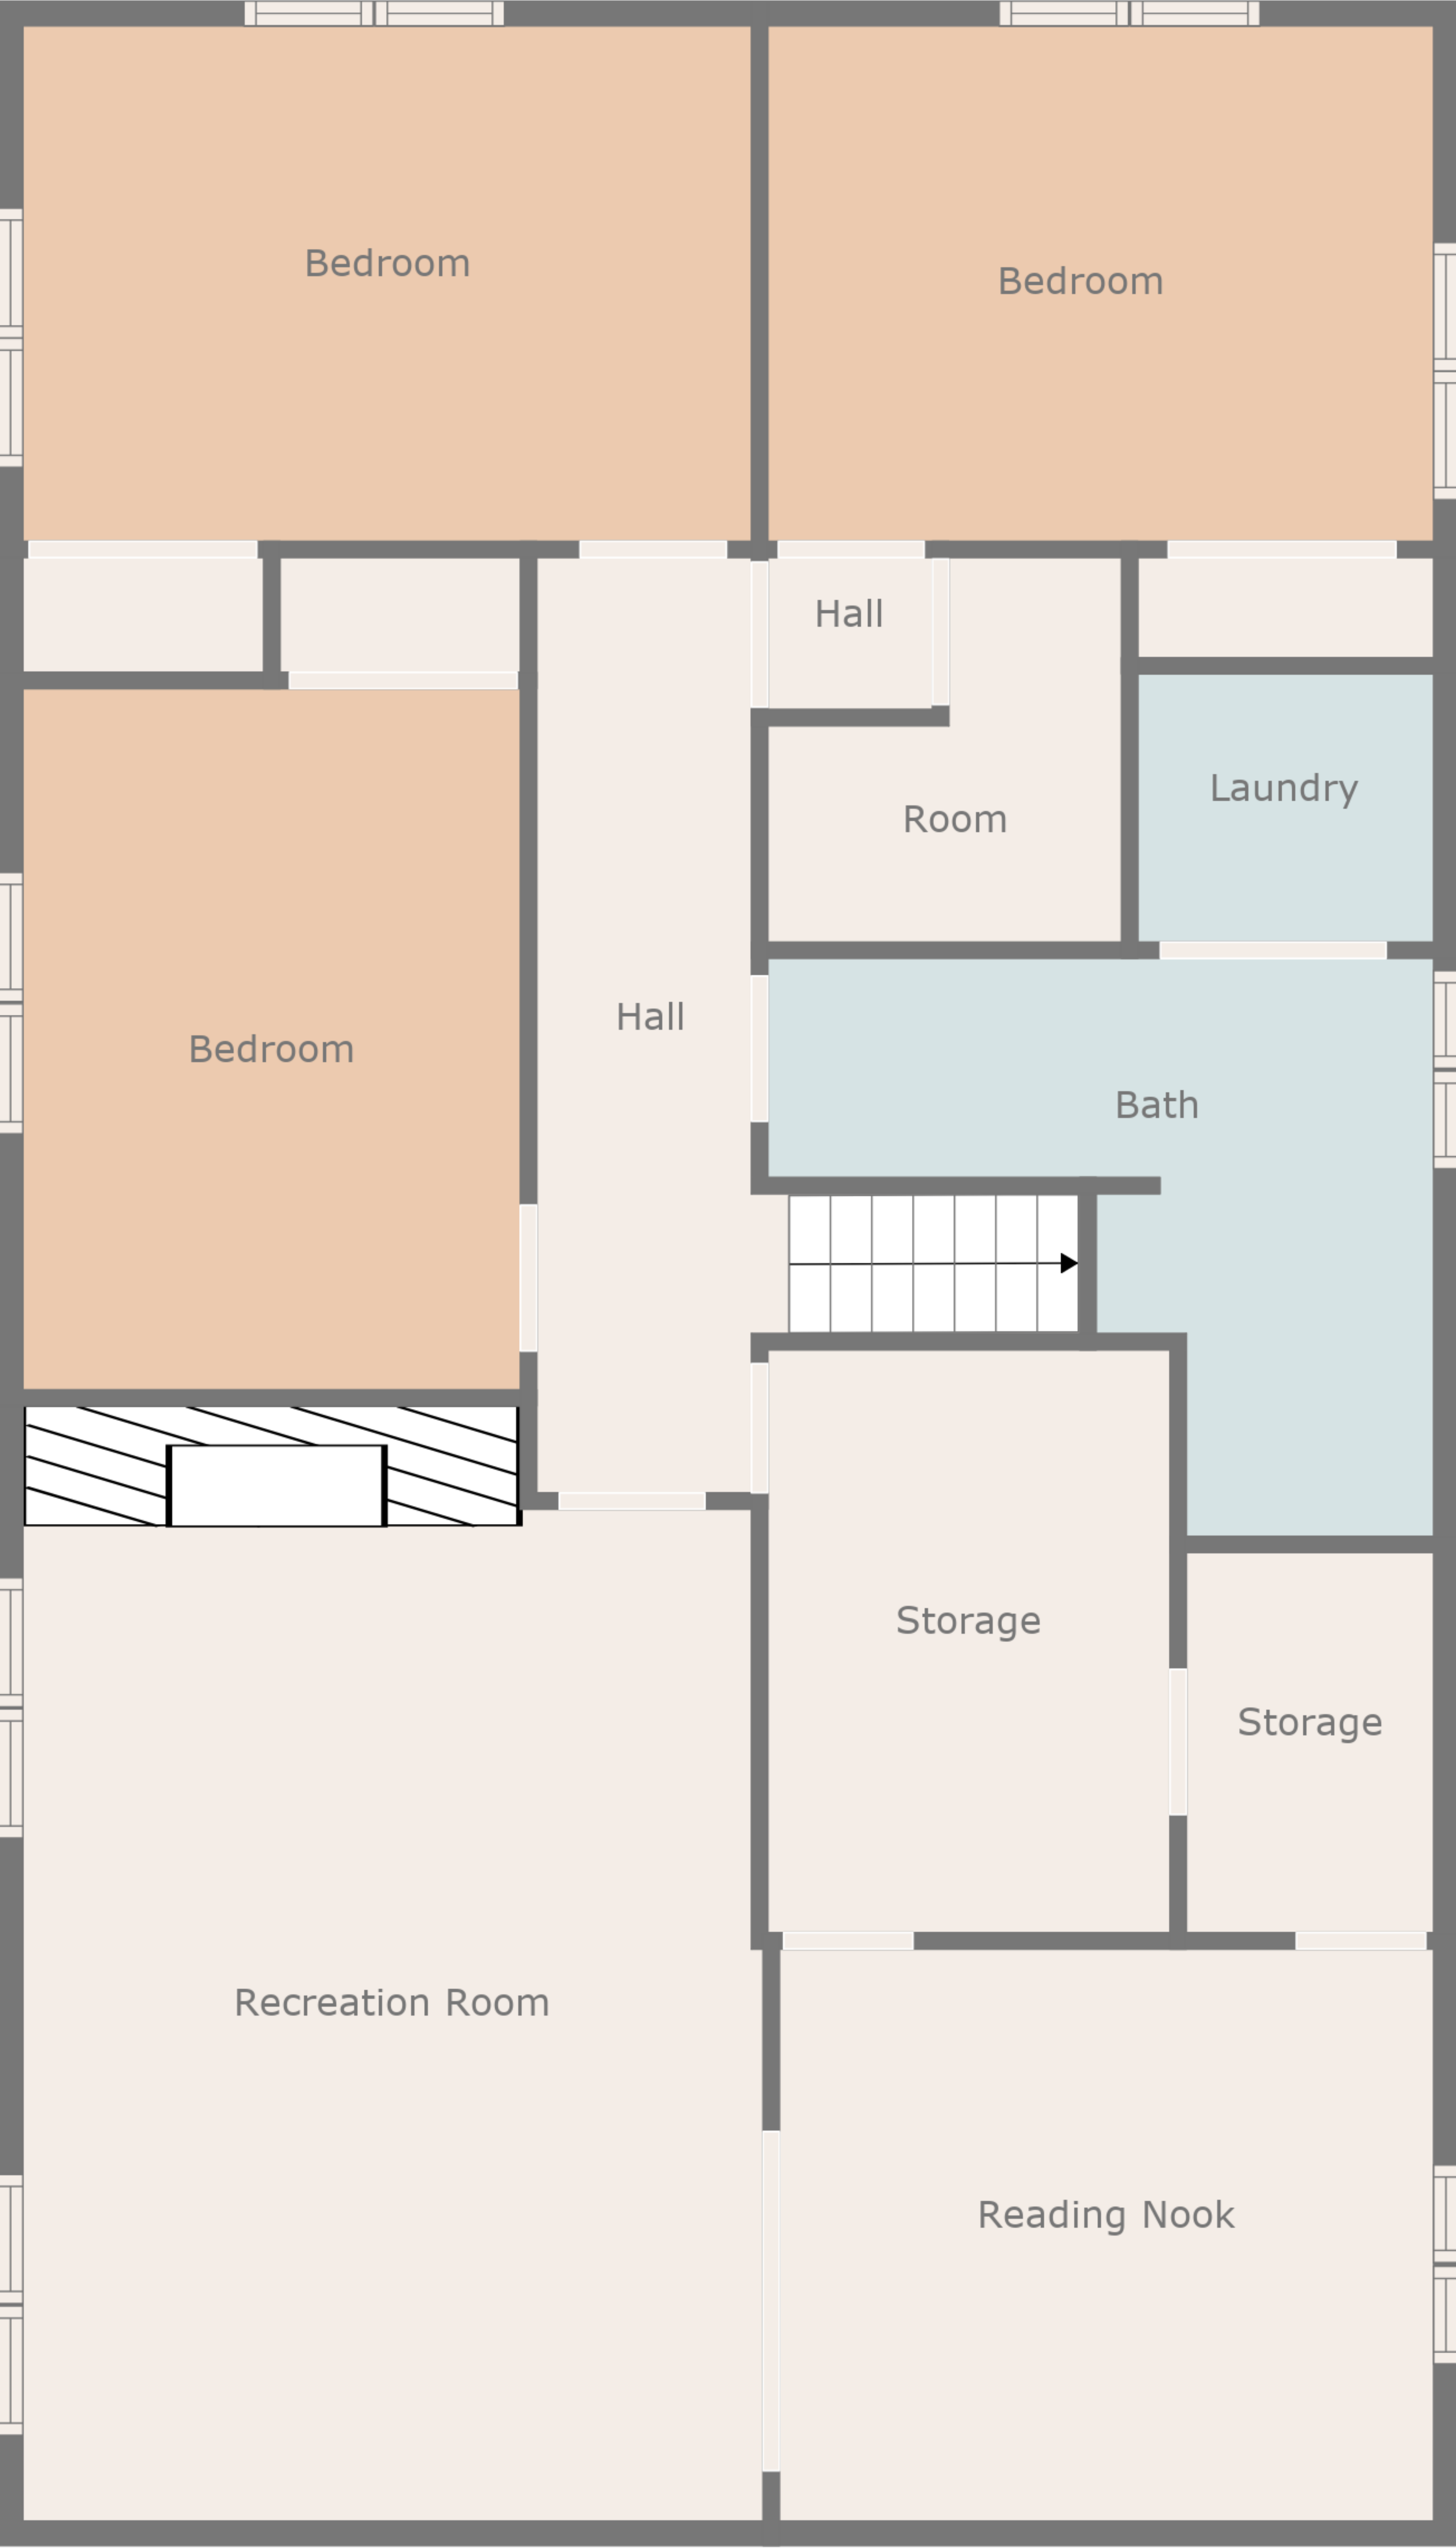 Bedroom
Bedroom
Hall
Laundry
Room
Hall
Bedroom
Bath
Storage
Storage
Recreation Room
Reading Nook